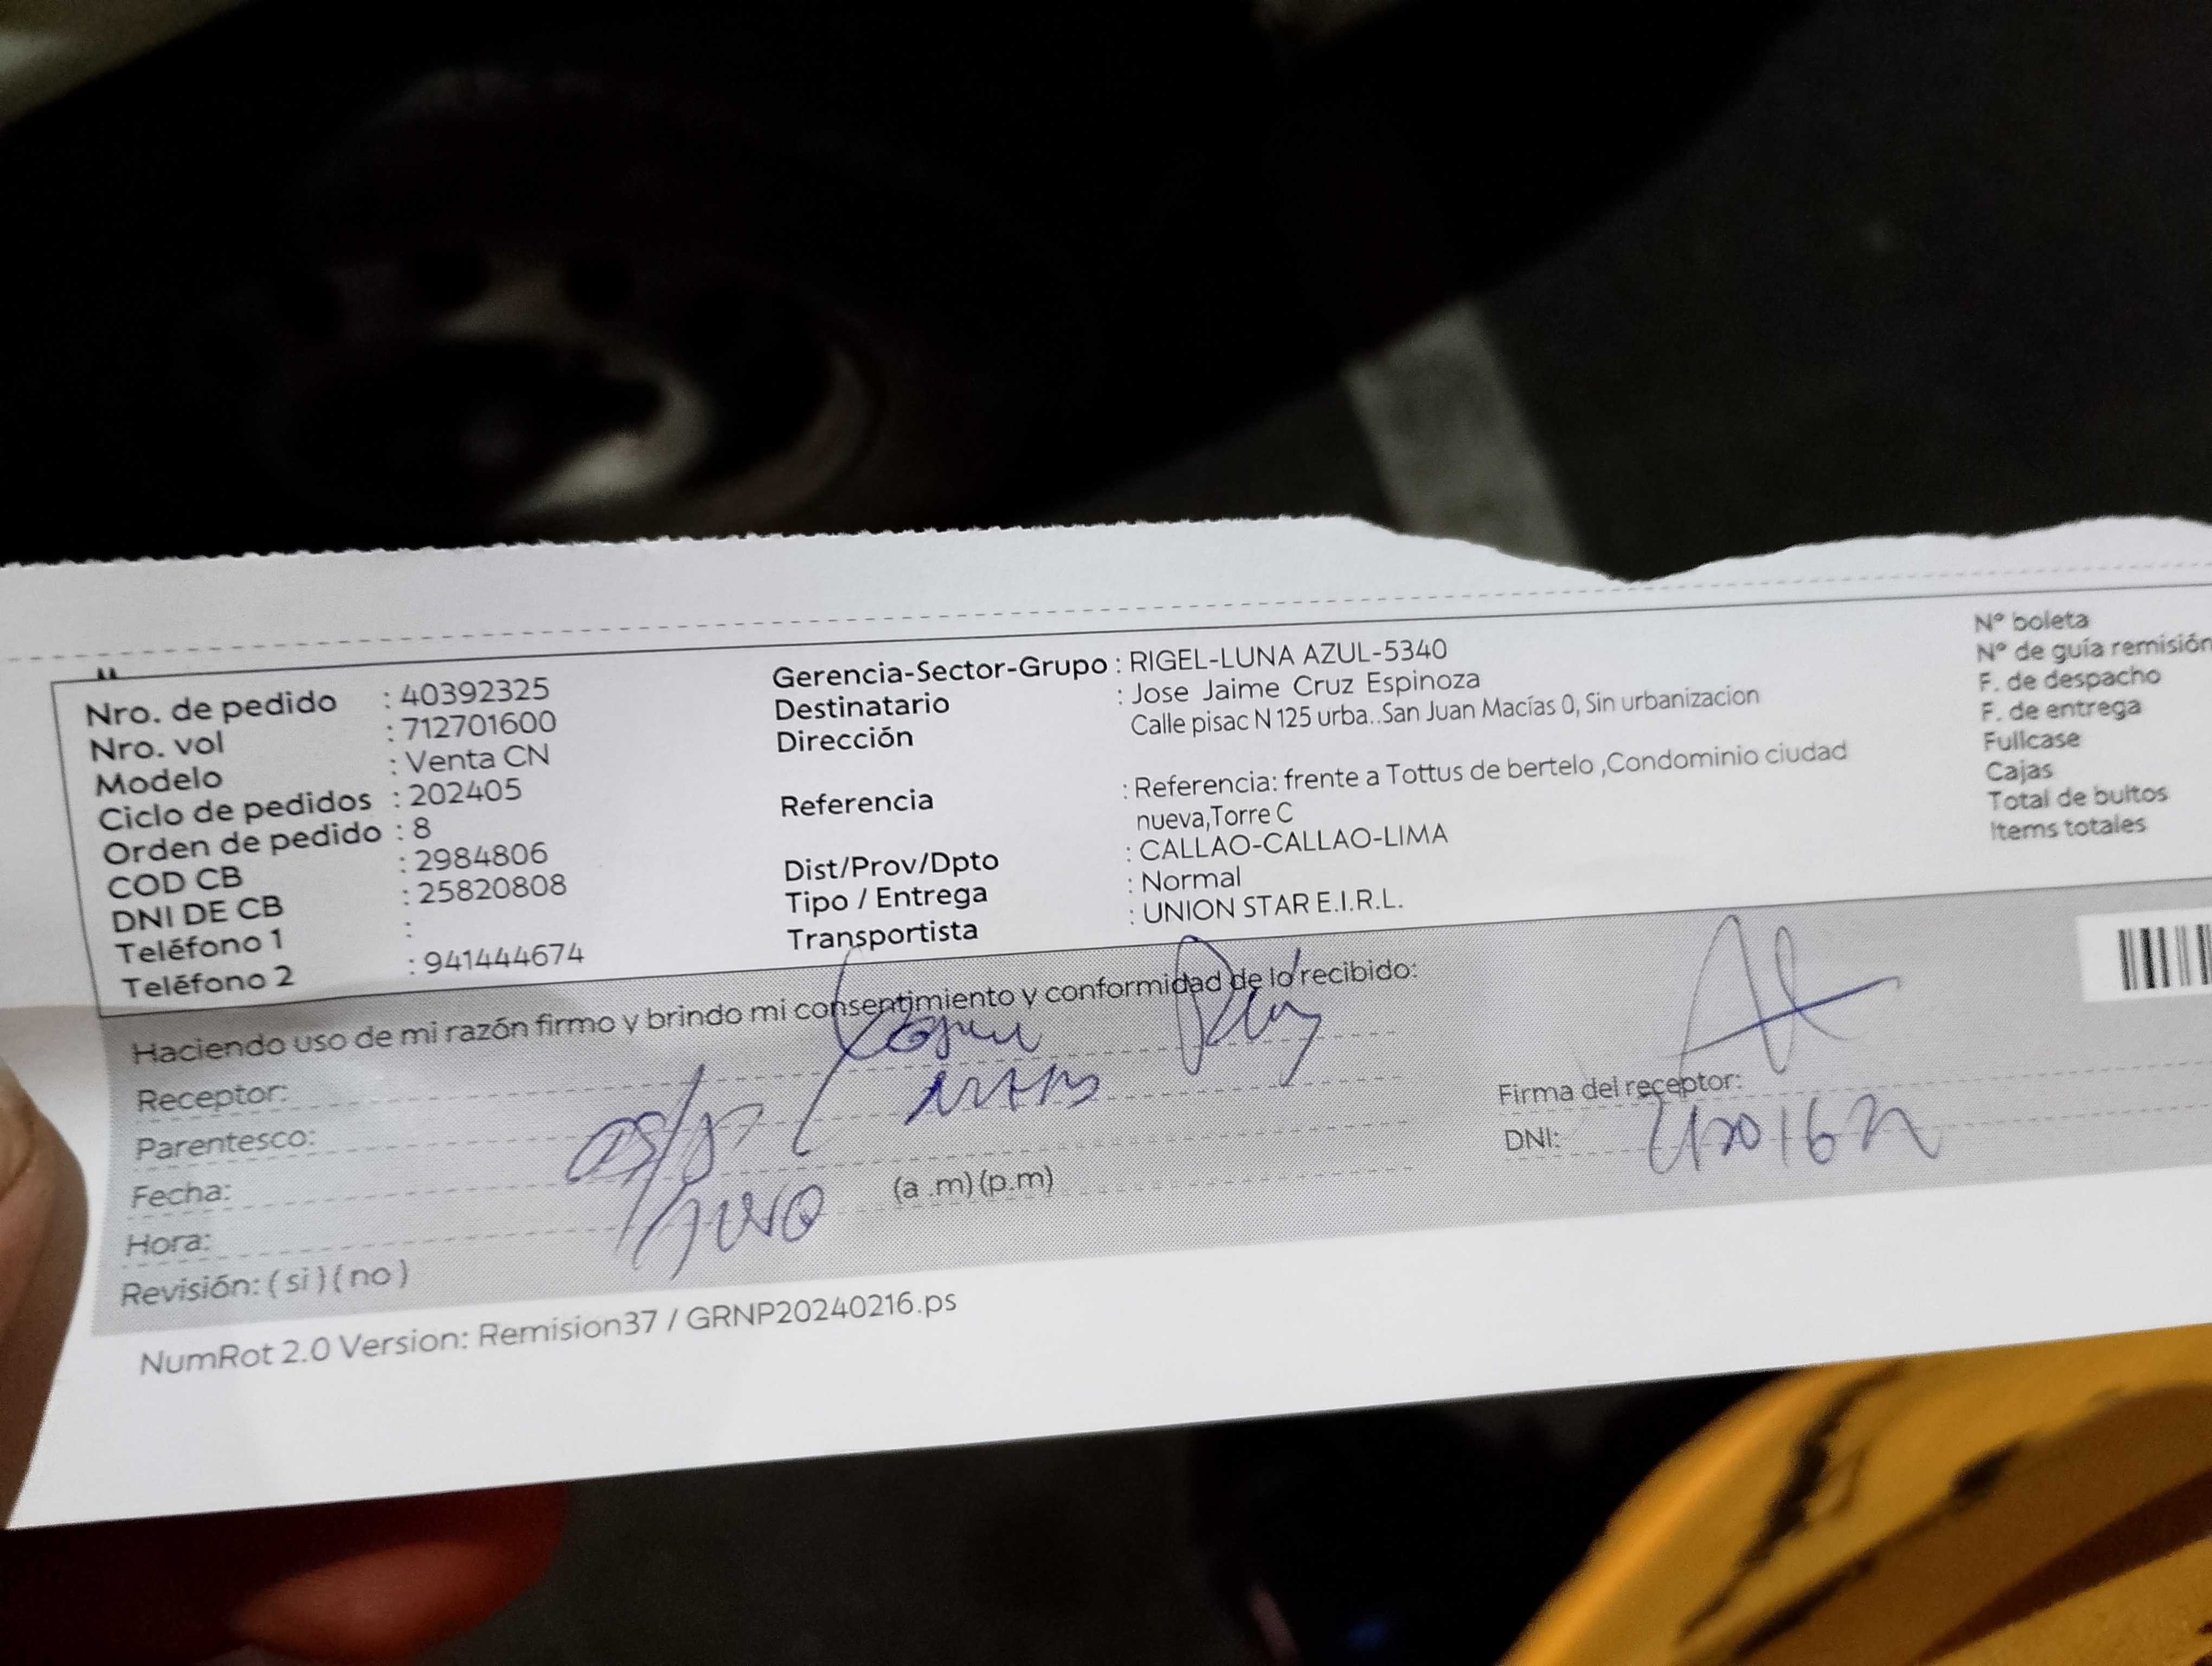 Nro. de pedido : 40392325
Nro. vol : 712701600
Modelo : Venta CN
Ciclo de pedidos : 202405
Orden de pedido : 8
COD CB : 2984806
DNI DE CB : 25820808
Teléfono 1 :
Teléfono 2 : 941444674
Gerencia-Sector-Grupo : RIGEL-LUNA AZUL-5340
Destinatario : Jose Jaime Cruz Espinoza
Dirección Calle pisac N 125 urba..San Juan Macías 0, Sin urbanizacion
Referencia : Referencia: frente a Tottus de bertelo ,Condominio ciudad
nueva,Torre C
Dist/Prov/Dpto : CALLAO-CALLAO-LIMA
Tipo / Entrega : Normal
Transportista : UNION STAR E.I.R.L.
N° boleta
N° de guía remisión
F. de despacho
F. de entrega
Fullcase
Cajas
Total de bultos
Items totales
Haciendo uso de mi razón firmo y brindo mi consentimiento y conformidad de lo recibido:
Receptor:
Parentesco:
Fecha:
Hora: (a .m)(p.m)
Revisión: ( si ) ( no )
Firma del receptor:
DNI:
NumRot 2.0 Version: Remision37 / GRNP20240216.ps